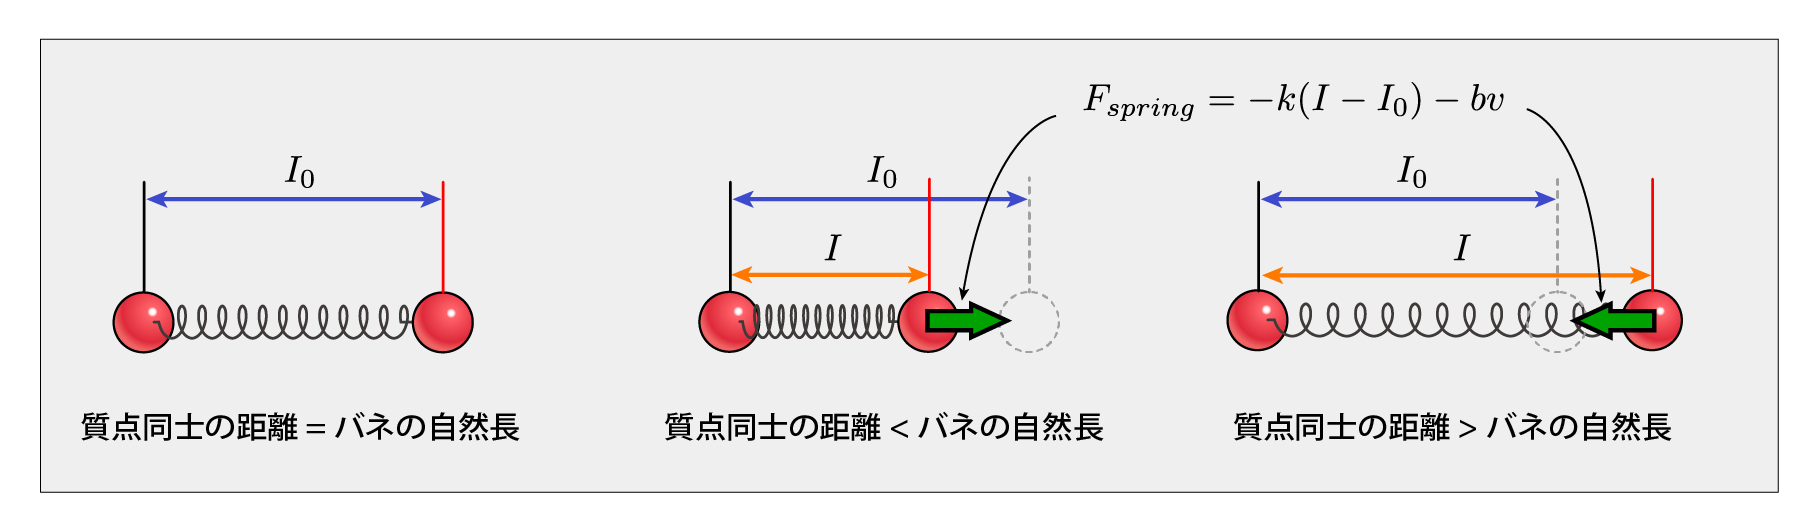 F_{spring} = −k(I − I_0) − bv
I_0
I_0
I_0
I
I
質点同士の距離 = バネの自然長
質点同士の距離 < バネの自然長
質点同士の距離 > バネの自然長